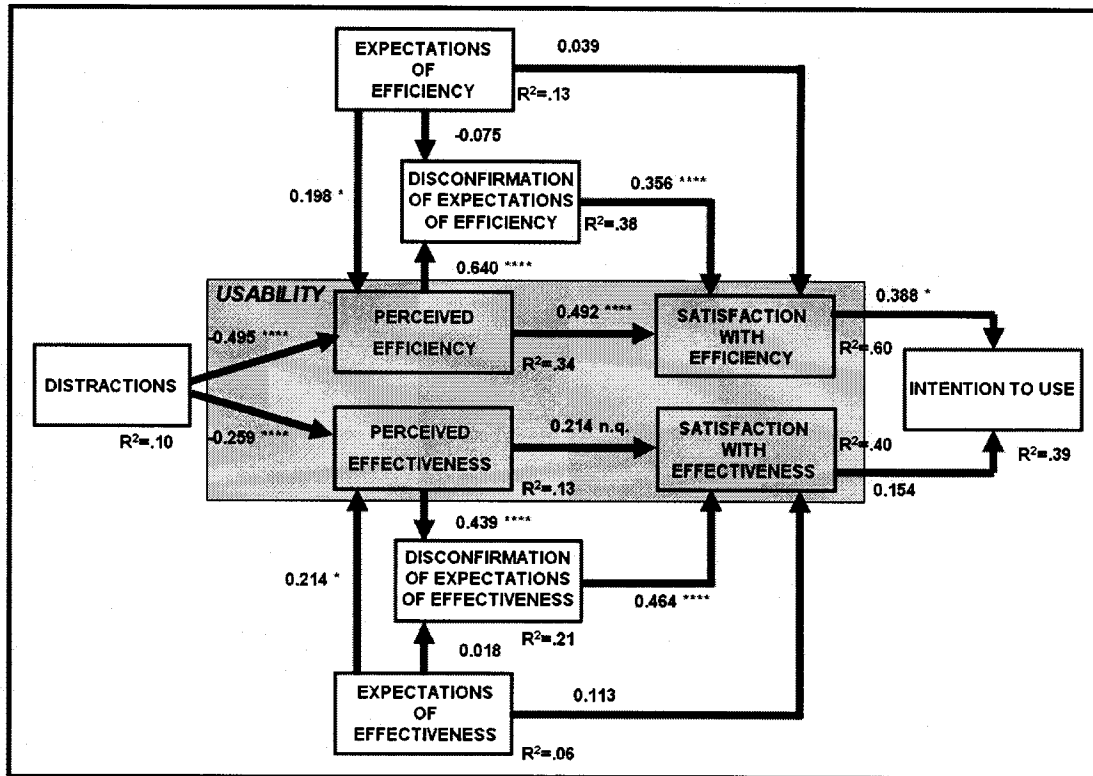 EXPECTATIONS
OF
EFFICIENCY
0.039
R²=.13
-0.075
DISCONFIRMATION
OF EXPECTATIONS
OF EFFICIENCY
0.356 ****
0.198 *
R²=.38
0.640 ****
USABILITY
PERCEIVED
EFFICIENCY
0.492 ****
SATISFACTION
WITH
EFFICIENCY
0.388 *
-0.495 ****
R²=.34
R²=.60
DISTRACTIONS
INTENTION TO USE
R²=.10
-0.259 ****
PERCEIVED
EFFECTIVENESS
0.214 n.q.
SATISFACTION
WITH
EFFECTIVENESS
R²=.40
R²=.39
R²=.13
0.154
0.439 ****
DISCONFIRMATION
OF EXPECTATIONS
OF EFFECTIVENESS
0.214 *
0.464 ****
R²=.21
0.018
EXPECTATIONS
OF
EFFECTIVENESS
0.113
R²=.06